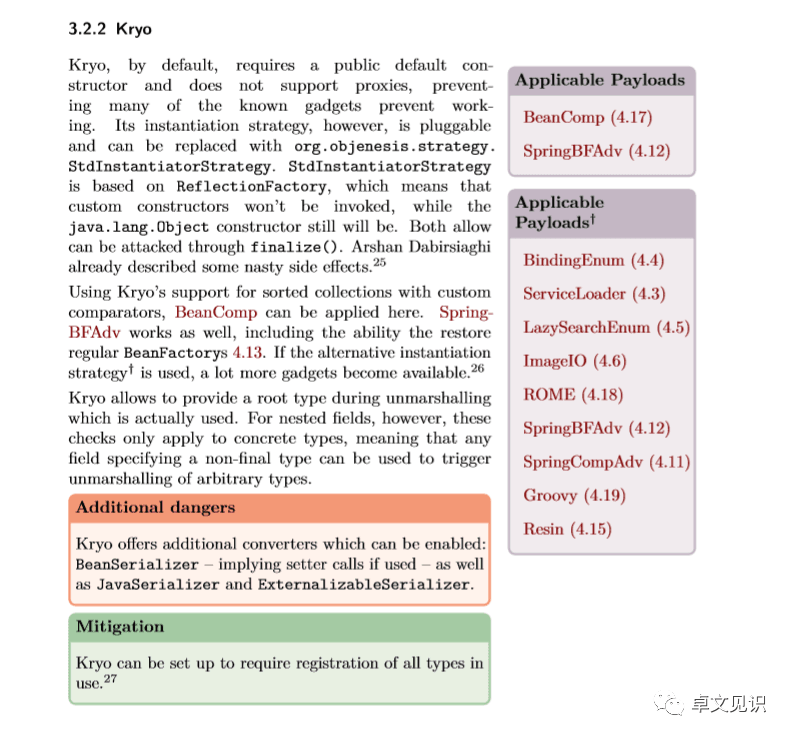 3.2.2 Kryo
Kryo, by default, requires a public default con-
structor and does not support proxies, prevent-
ing many of the known gadgets prevent work-
ing. Its instantiation strategy, however, is pluggable
and can be replaced with org.objenesis.strategy.
StdInstantiatorStrategy. StdInstantiatorStrategy
is based on ReflectionFactory, which means that
custom constructors won't be invoked, while the
java.lang.Object constructor still will be. Both allow
can be attacked through finalize(). Arshan Dabirsiaghi
already described some nasty side effects.25
Using Kryo's support for sorted collections with custom
comparators, BeanComp can be applied here. Spring-
BFAdv works as well, including the ability the restore
regular BeanFactorys 4.13. If the alternative instantiation
strategy† is used, a lot more gadgets become available.26
Kryo allows to provide a root type during unmarshalling
which is actually used. For nested fields, however, these
checks only apply to concrete types, meaning that any
field specifying a non-final type can be used to trigger
unmarshalling of arbitrary types.
Additional dangers
Kryo offers additional converters which can be enabled:
BeanSerializer – implying setter calls if used – as well
as JavaSerializer and ExternalizableSerializer.
Mitigation
Kryo can be set up to require registration of all types in
use.27
Applicable Payloads
BeanComp (4.17)
SpringBFAdv (4.12)
Applicable
Payloads†
BindingEnum (4.4)
ServiceLoader (4.3)
LazySearchEnum (4.5)
ImageIO (4.6)
ROME (4.18)
SpringBFAdv (4.12)
SpringCompAdv (4.11)
Groovy (4.19)
Resin (4.15)
卓文见识